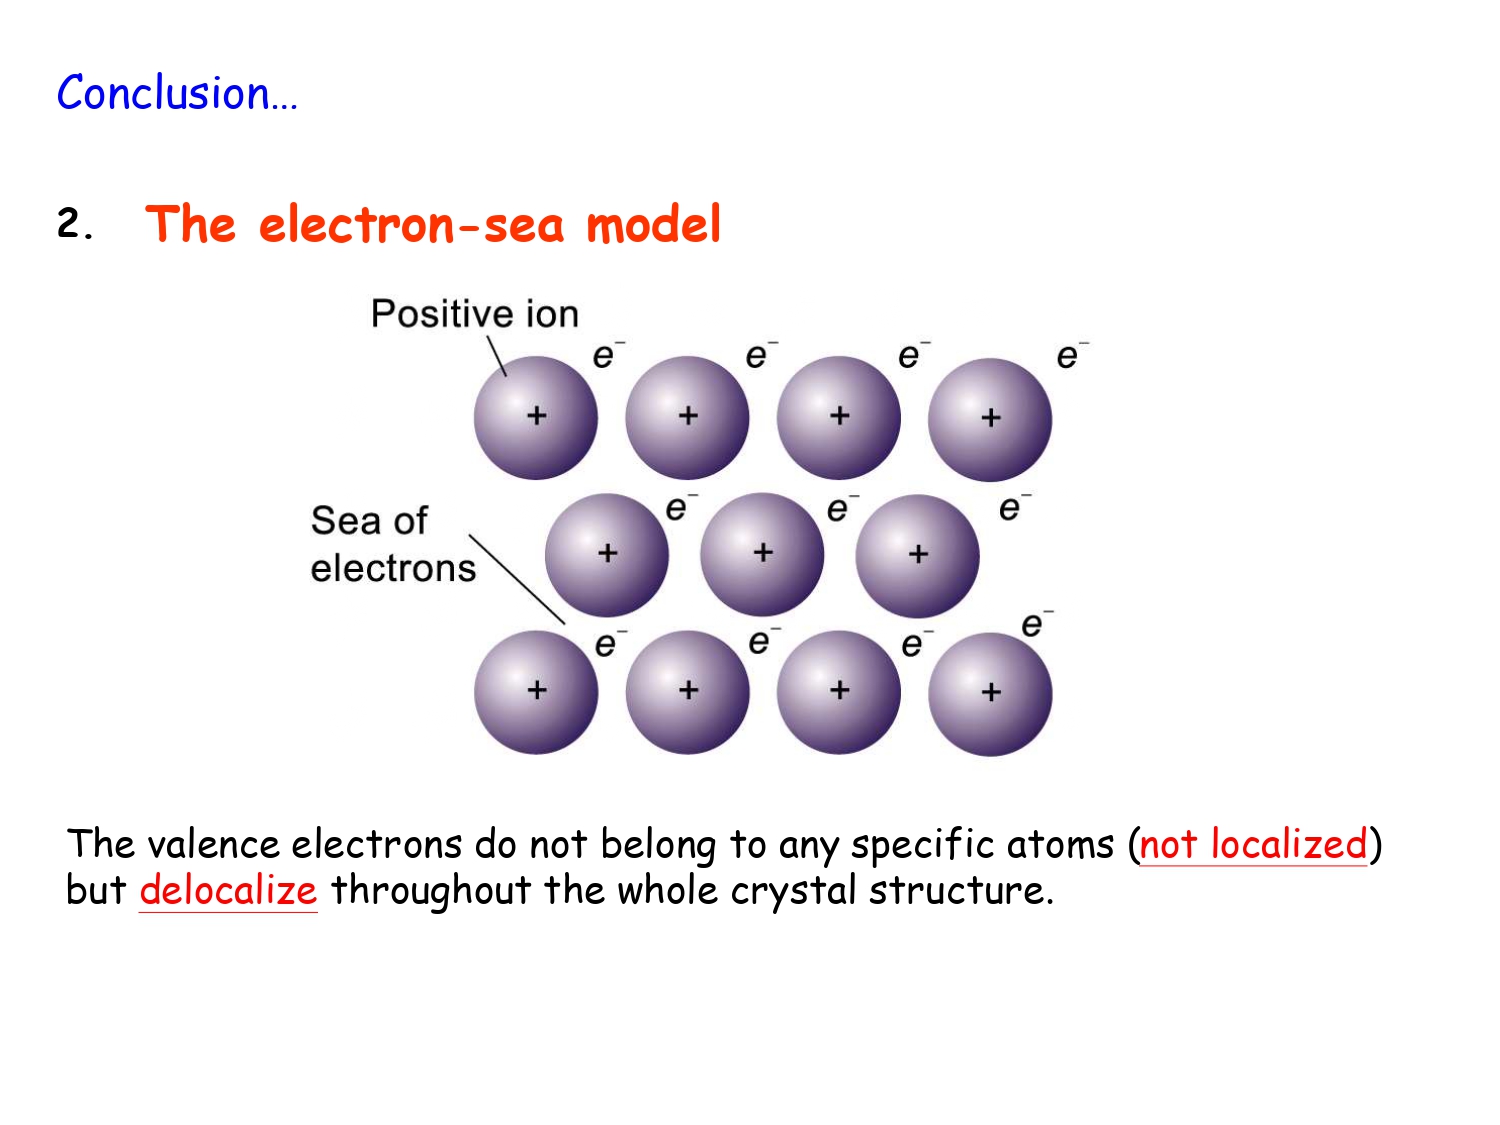 Conclusion…
2. The electron-sea model
Positive ion
e⁻ e⁻ e⁻ e⁻
+ + + +
Sea of
electrons
e⁻ e⁻ e⁻
+ + +
e⁻ e⁻ e⁻ e⁻
+ + + +
The valence electrons do not belong to any specific atoms (not localized)
but delocalize throughout the whole crystal structure.